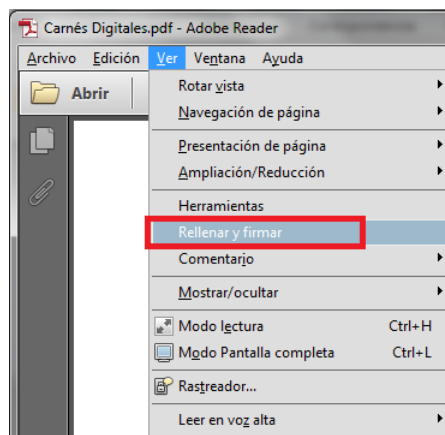 Carnés Digitales.pdf - Adobe Reader
Archivo Edición Ver Ventana Ayuda
Abrir
Rotar vista
Navegación de página
Presentación de página
Ampliación/Reducción
Herramientas
Rellenar y firmar
Comentario
Mostrar/ocultar
Modo lectura Ctrl+H
Modo Pantalla completa Ctrl+L
Rastreador...
Leer en voz alta